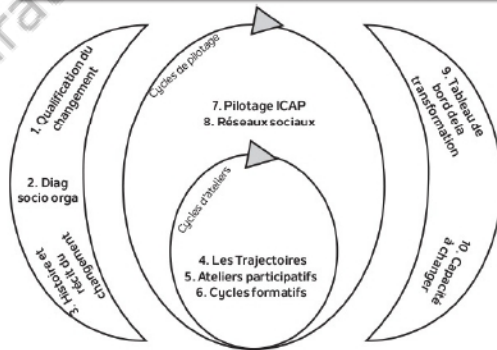 1. Qualification du
changement
2. Diag
socio orga
3. Histoire et
récit du
changement
Cycles de pilotage
7. Pilotage ICAP
8. Réseaux sociaux
Cycles d'ateliers
4. Les Trajectoires
5. Ateliers participatifs
6. Cycles formatifs
9. Tableau de
bord de la
transformation
10. Capacité
à changer